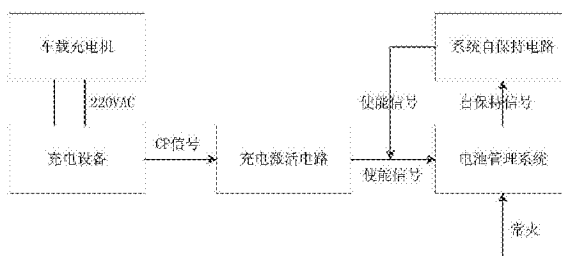 车载充电机
系统自保持电路
220VAC
使能信号
自保持信号
充电设备
CP信号
充电激活电路
使能信号
电池管理系统
常火